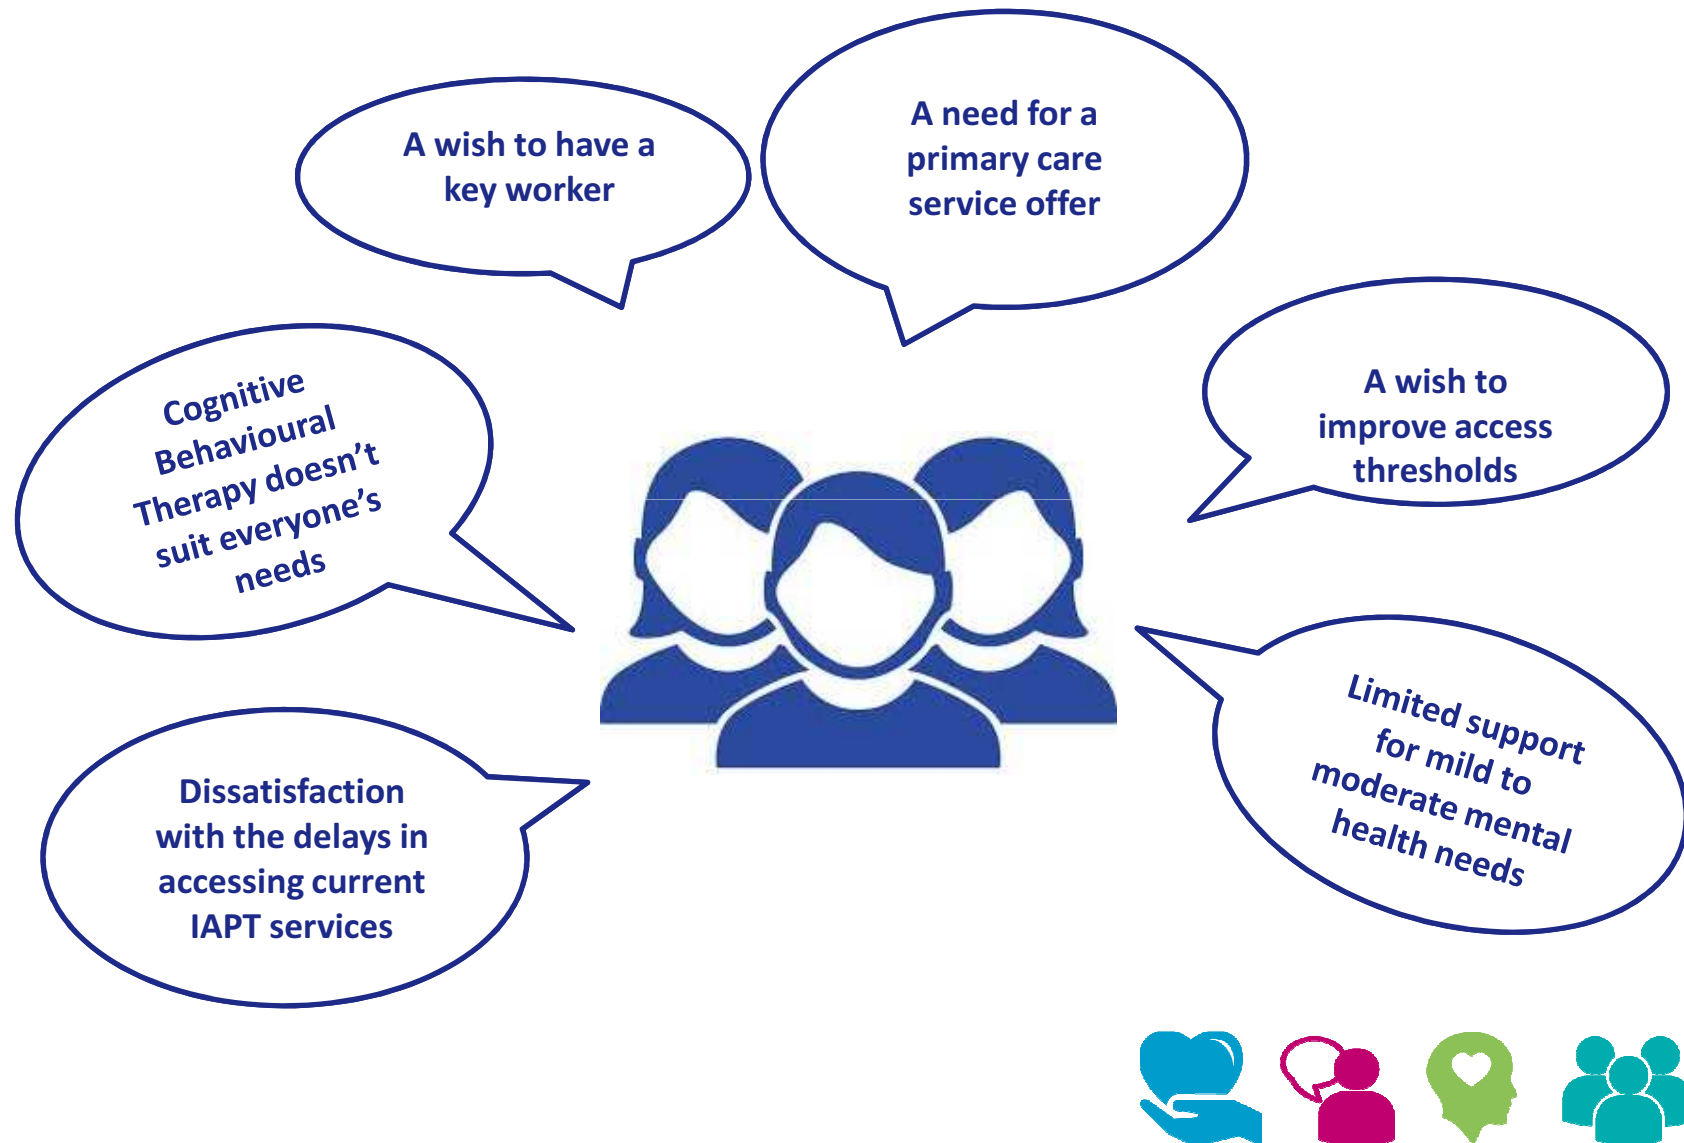 A wish to have a
key worker
A need for a
primary care
service offer
Cognitive
Behavioural
Therapy doesn’t
suit everyone’s
needs
A wish to
improve access
thresholds
Dissatisfaction
with the delays in
accessing current
IAPT services
Limited support
for mild to
moderate mental
health needs